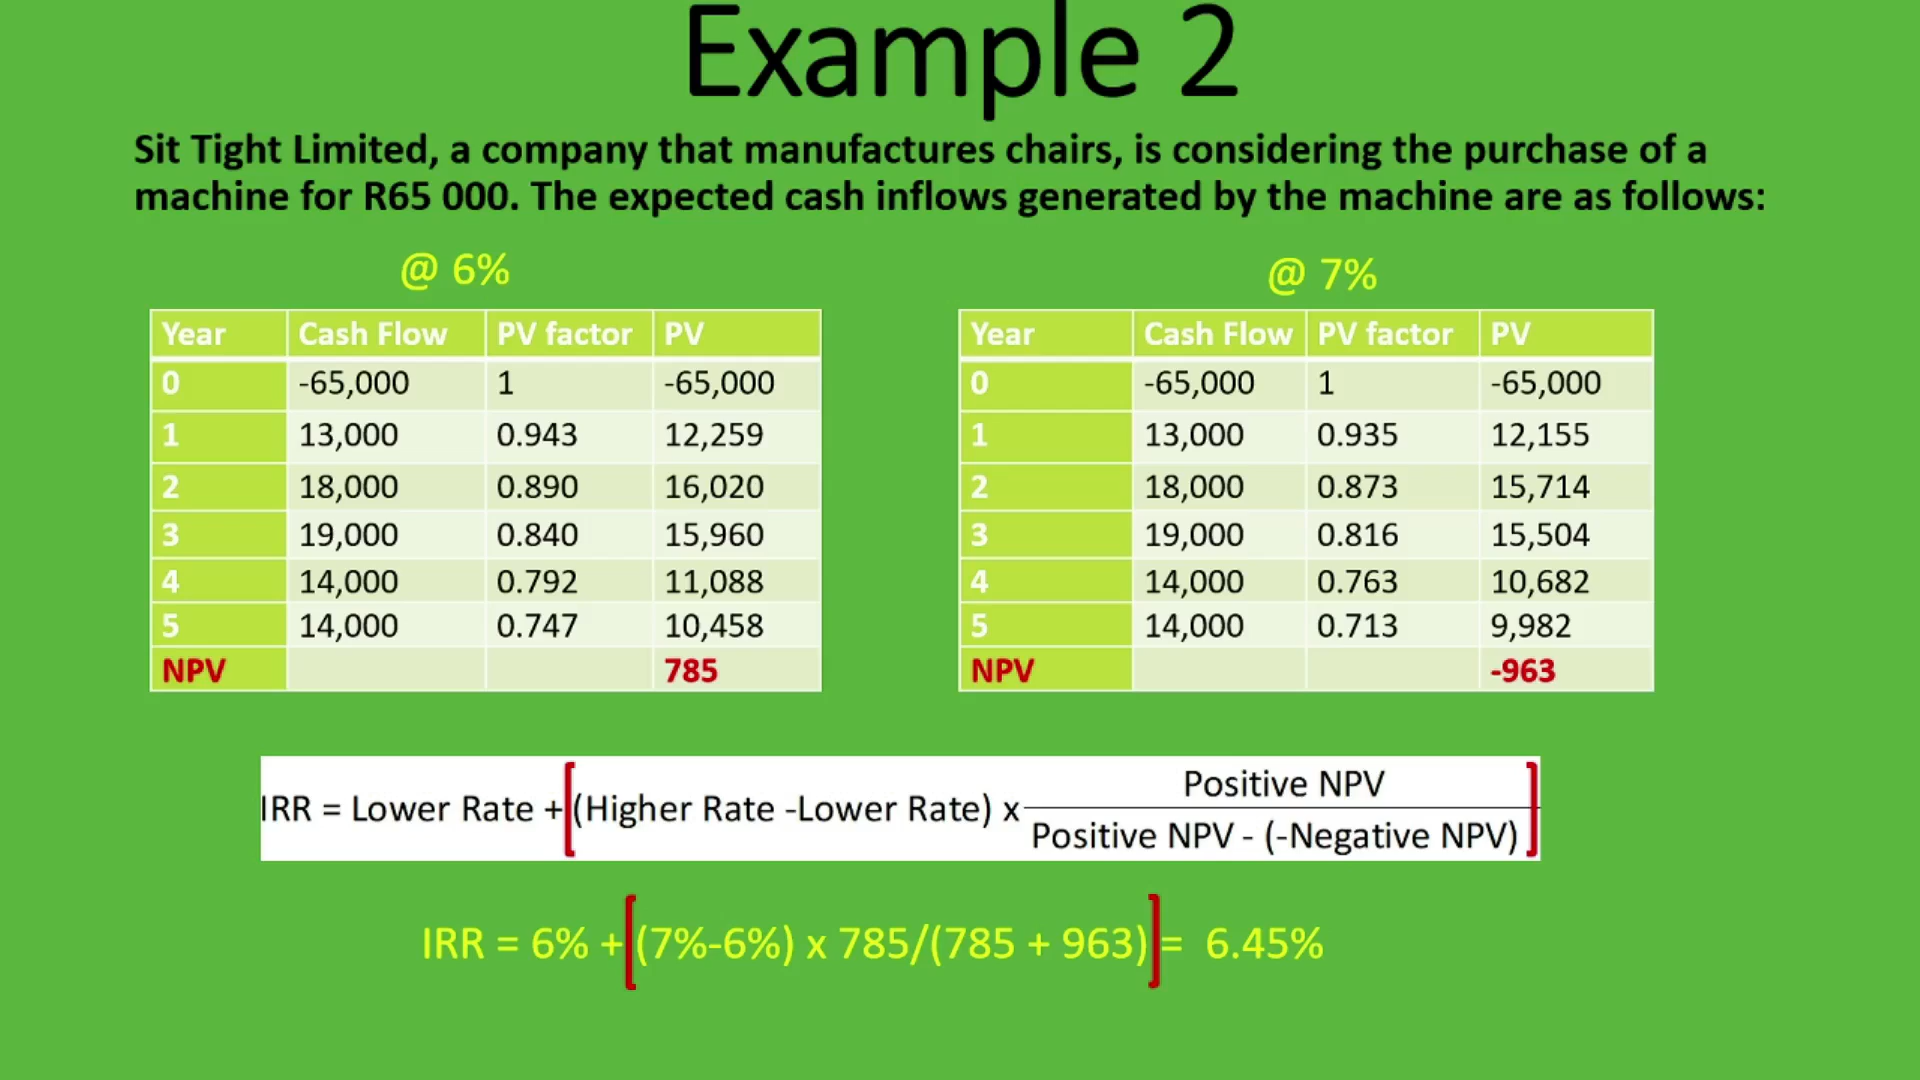 Example 2
Sit Tight Limited, a company that manufactures chairs, is considering the purchase of a
machine for R65 000. The expected cash inflows generated by the machine are as follows:
@ 6%
Year Cash Flow PV factor PV
0 -65,000 1 -65,000
1 13,000 0.943 12,259
2 18,000 0.890 16,020
3 19,000 0.840 15,960
4 14,000 0.792 11,088
5 14,000 0.747 10,458
NPV 785
@ 7%
Year Cash Flow PV factor PV
0 -65,000 1 -65,000
1 13,000 0.935 12,155
2 18,000 0.873 15,714
3 19,000 0.816 15,504
4 14,000 0.763 10,682
5 14,000 0.713 9,982
NPV -963
IRR = Lower Rate + [(Higher Rate -Lower Rate) x
Positive NPV
Positive NPV - (-Negative NPV)]
IRR = 6% + [(7%-6%) x 785/(785 + 963)] = 6.45%